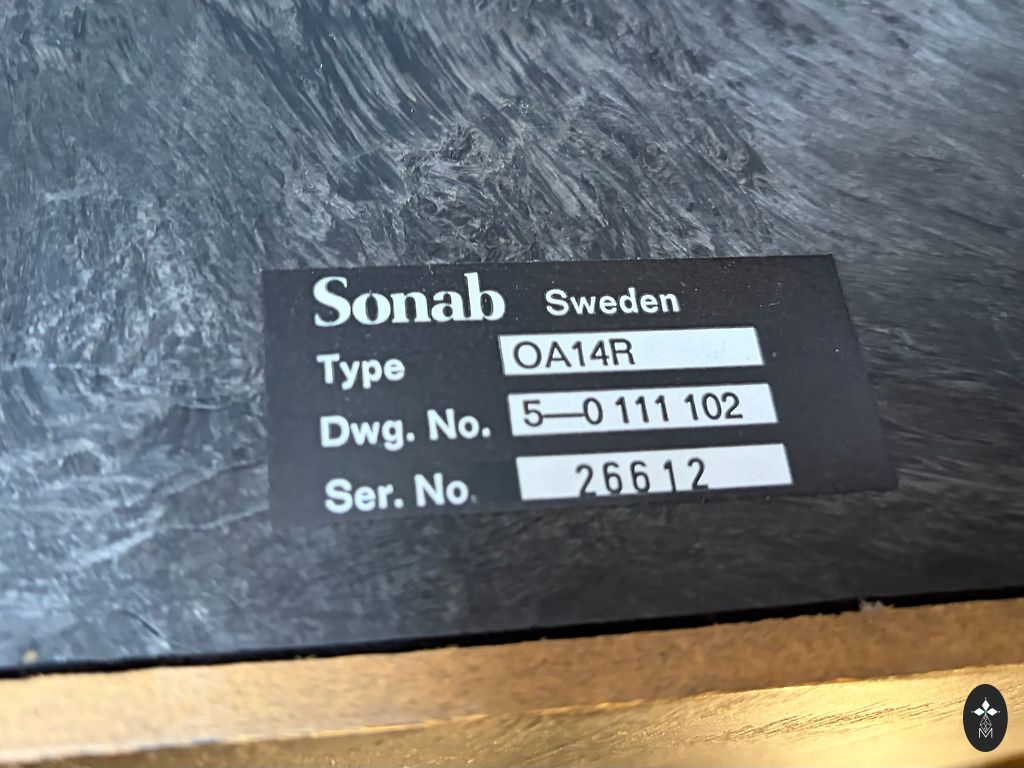 Sonab Sweden
Type OA14R
Dwg. No. 5—0 111 102
Ser. No. 26612
M